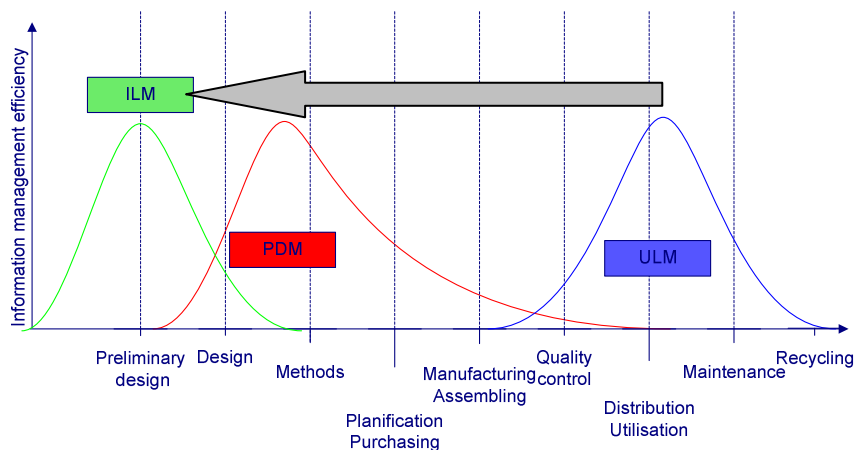 Information management efficiency
ILM
PDM
ULM
Preliminary
design
Design
Methods
Planification
Purchasing
Manufacturing
Assembling
Quality
control
Distribution
Utilisation
Maintenance
Recycling